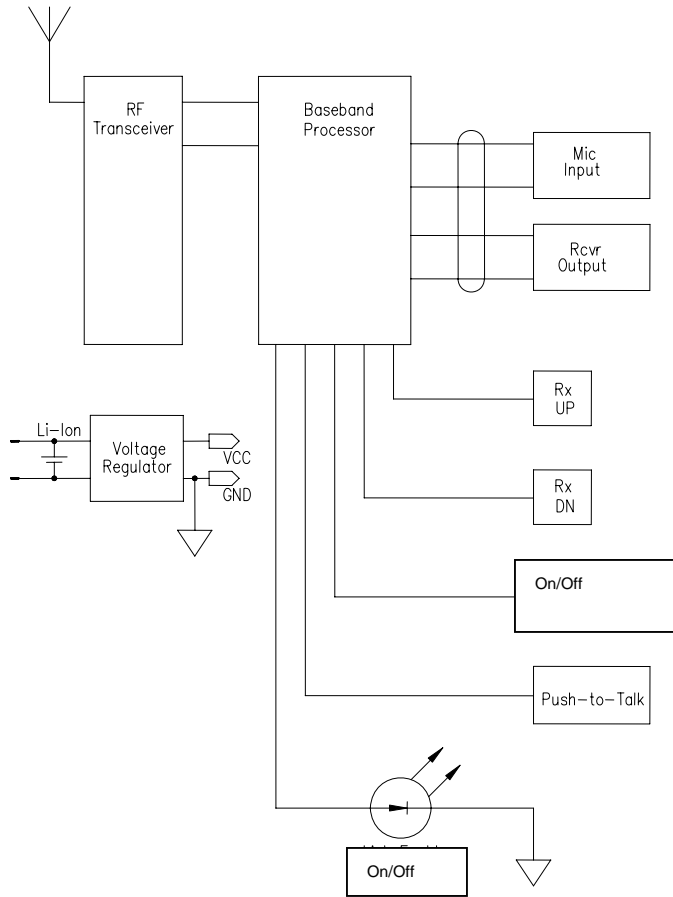 RF
Transceiver
Baseband
Processor
Mic
Input
Rcvr
Output
Rx
UP
Li-Ion
Voltage
Regulator
VCC
GND
Rx
DN
On/Off
Push-to-Talk
On/Off